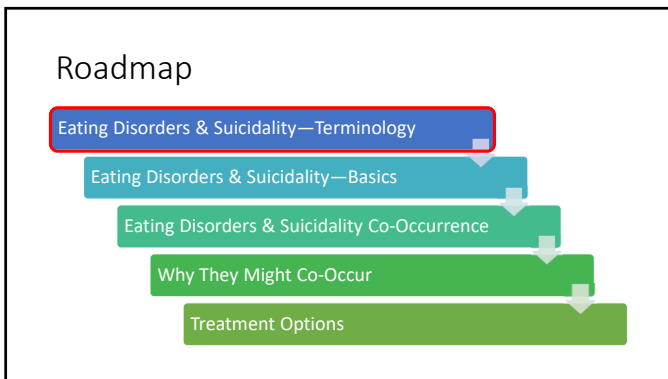 Roadmap
Eating Disorders & Suicidality—Terminology
Eating Disorders & Suicidality—Basics
Eating Disorders & Suicidality Co-Occurrence
Why They Might Co-Occur
Treatment Options